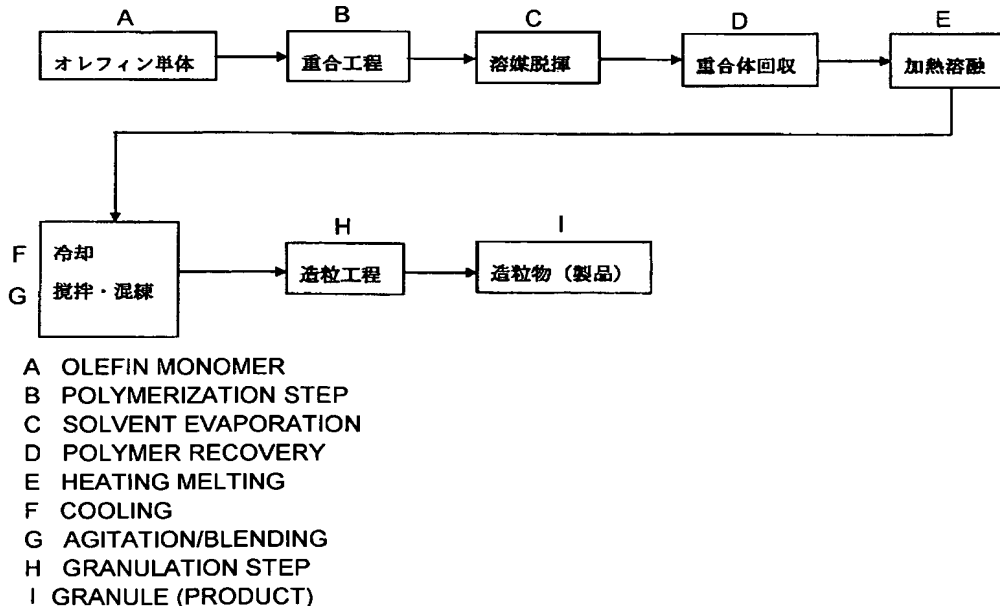 A B C D E
オレフィン単体 重合工程 溶媒脱揮 重合体回収 加熱溶融
H I
F 冷却 造粒工程 造粒物（製品）
G 撹拌・混練
A OLEFIN MONOMER
B POLYMERIZATION STEP
C SOLVENT EVAPORATION
D POLYMER RECOVERY
E HEATING MELTING
F COOLING
G AGITATION/BLENDING
H GRANULATION STEP
I GRANULE (PRODUCT)